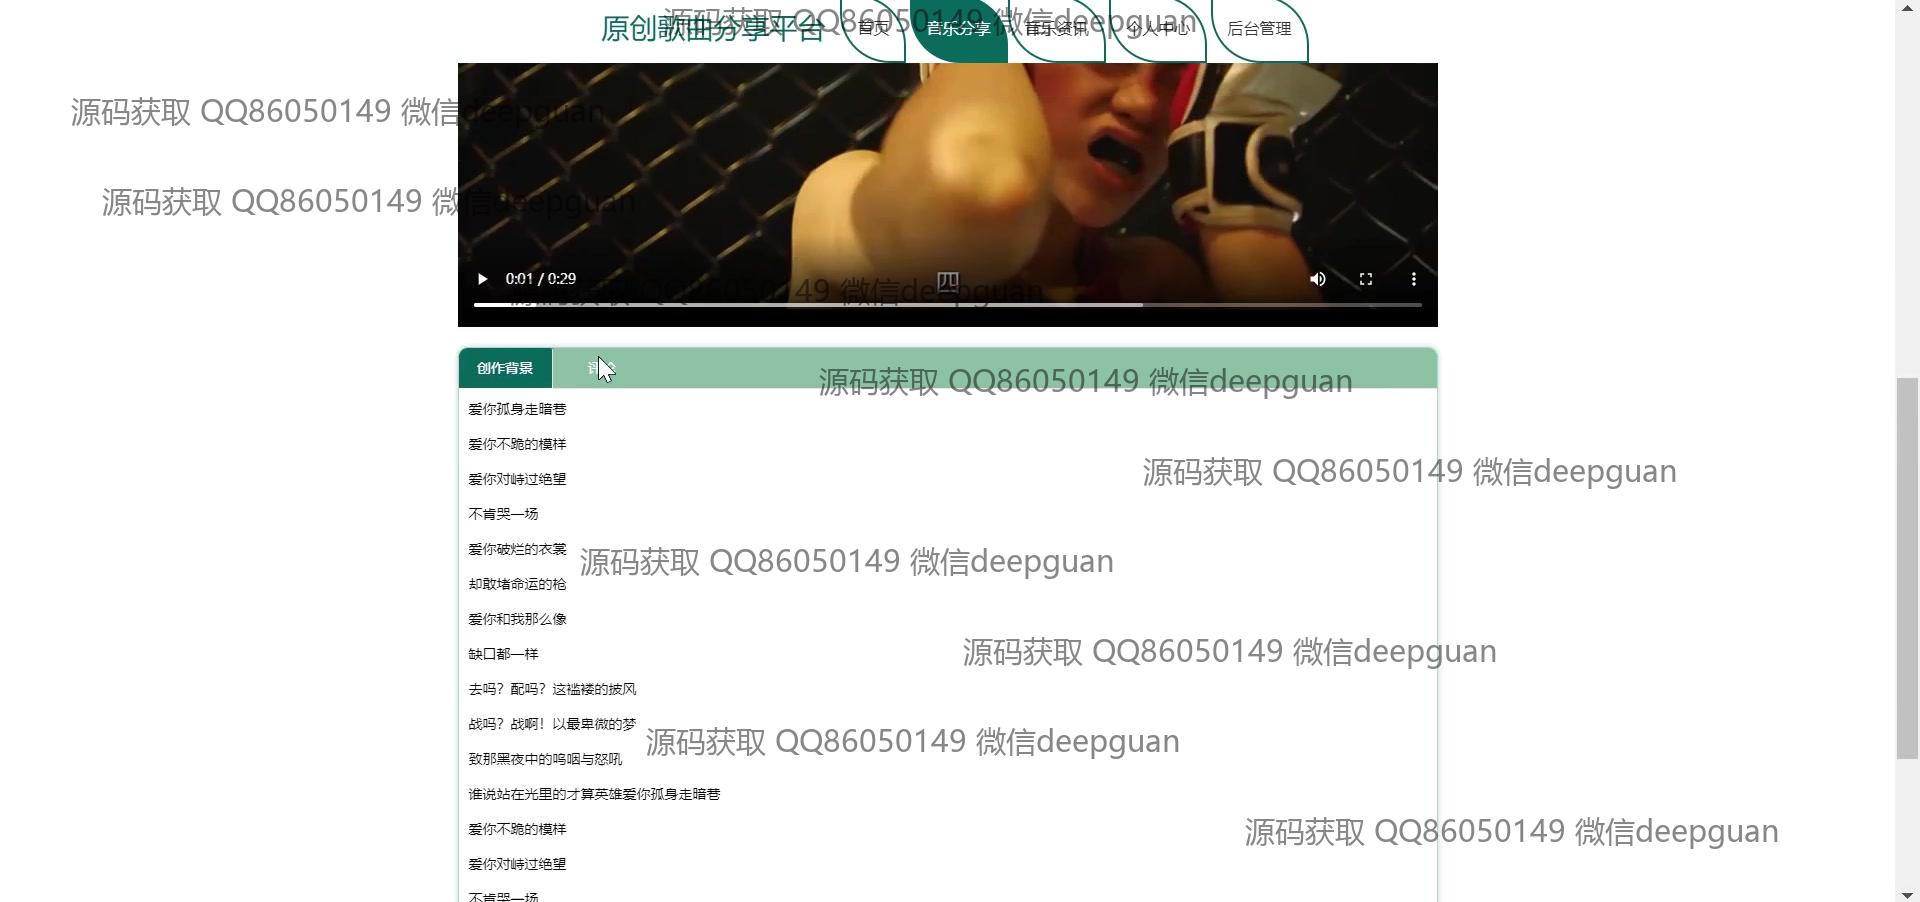 原创歌曲分享平台 首页 音乐分享 音乐资讯 个人中心 后台管理
源码获取 QQ86050149 微信deepguan
源码获取 QQ86050149 微信deepguan
源码获取 QQ86050149 微信deepguan
0:01 / 0:29
四
源码获取 QQ86050149 微信deepguan
创作背景 评论
源码获取 QQ86050149 微信deepguan
爱你孤身走暗巷
爱你不跪的模样
爱你对峙过绝望
源码获取 QQ86050149 微信deepguan
不肯哭一场
爱你破烂的衣裳
源码获取 QQ86050149 微信deepguan
却敢堵命运的枪
爱你和我那么像
缺口都一样
源码获取 QQ86050149 微信deepguan
去吗？配吗？这褴褛的披风
战吗？战啊！以最卑微的梦
源码获取 QQ86050149 微信deepguan
致那黑夜中的呜咽与怒吼
谁说站在光里的才算英雄爱你孤身走暗巷
爱你不跪的模样
源码获取 QQ86050149 微信deepguan
爱你对峙过绝望
不肯哭一场